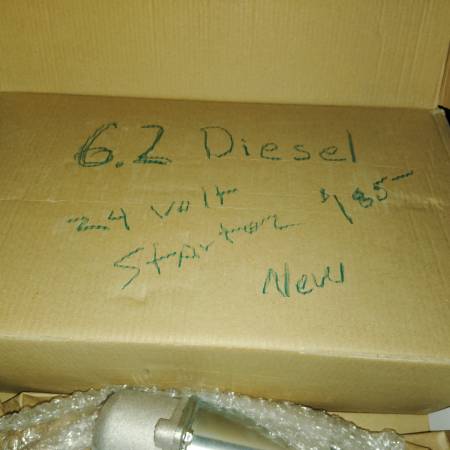 6.2 Diesel
24 volt $185
Starter
New